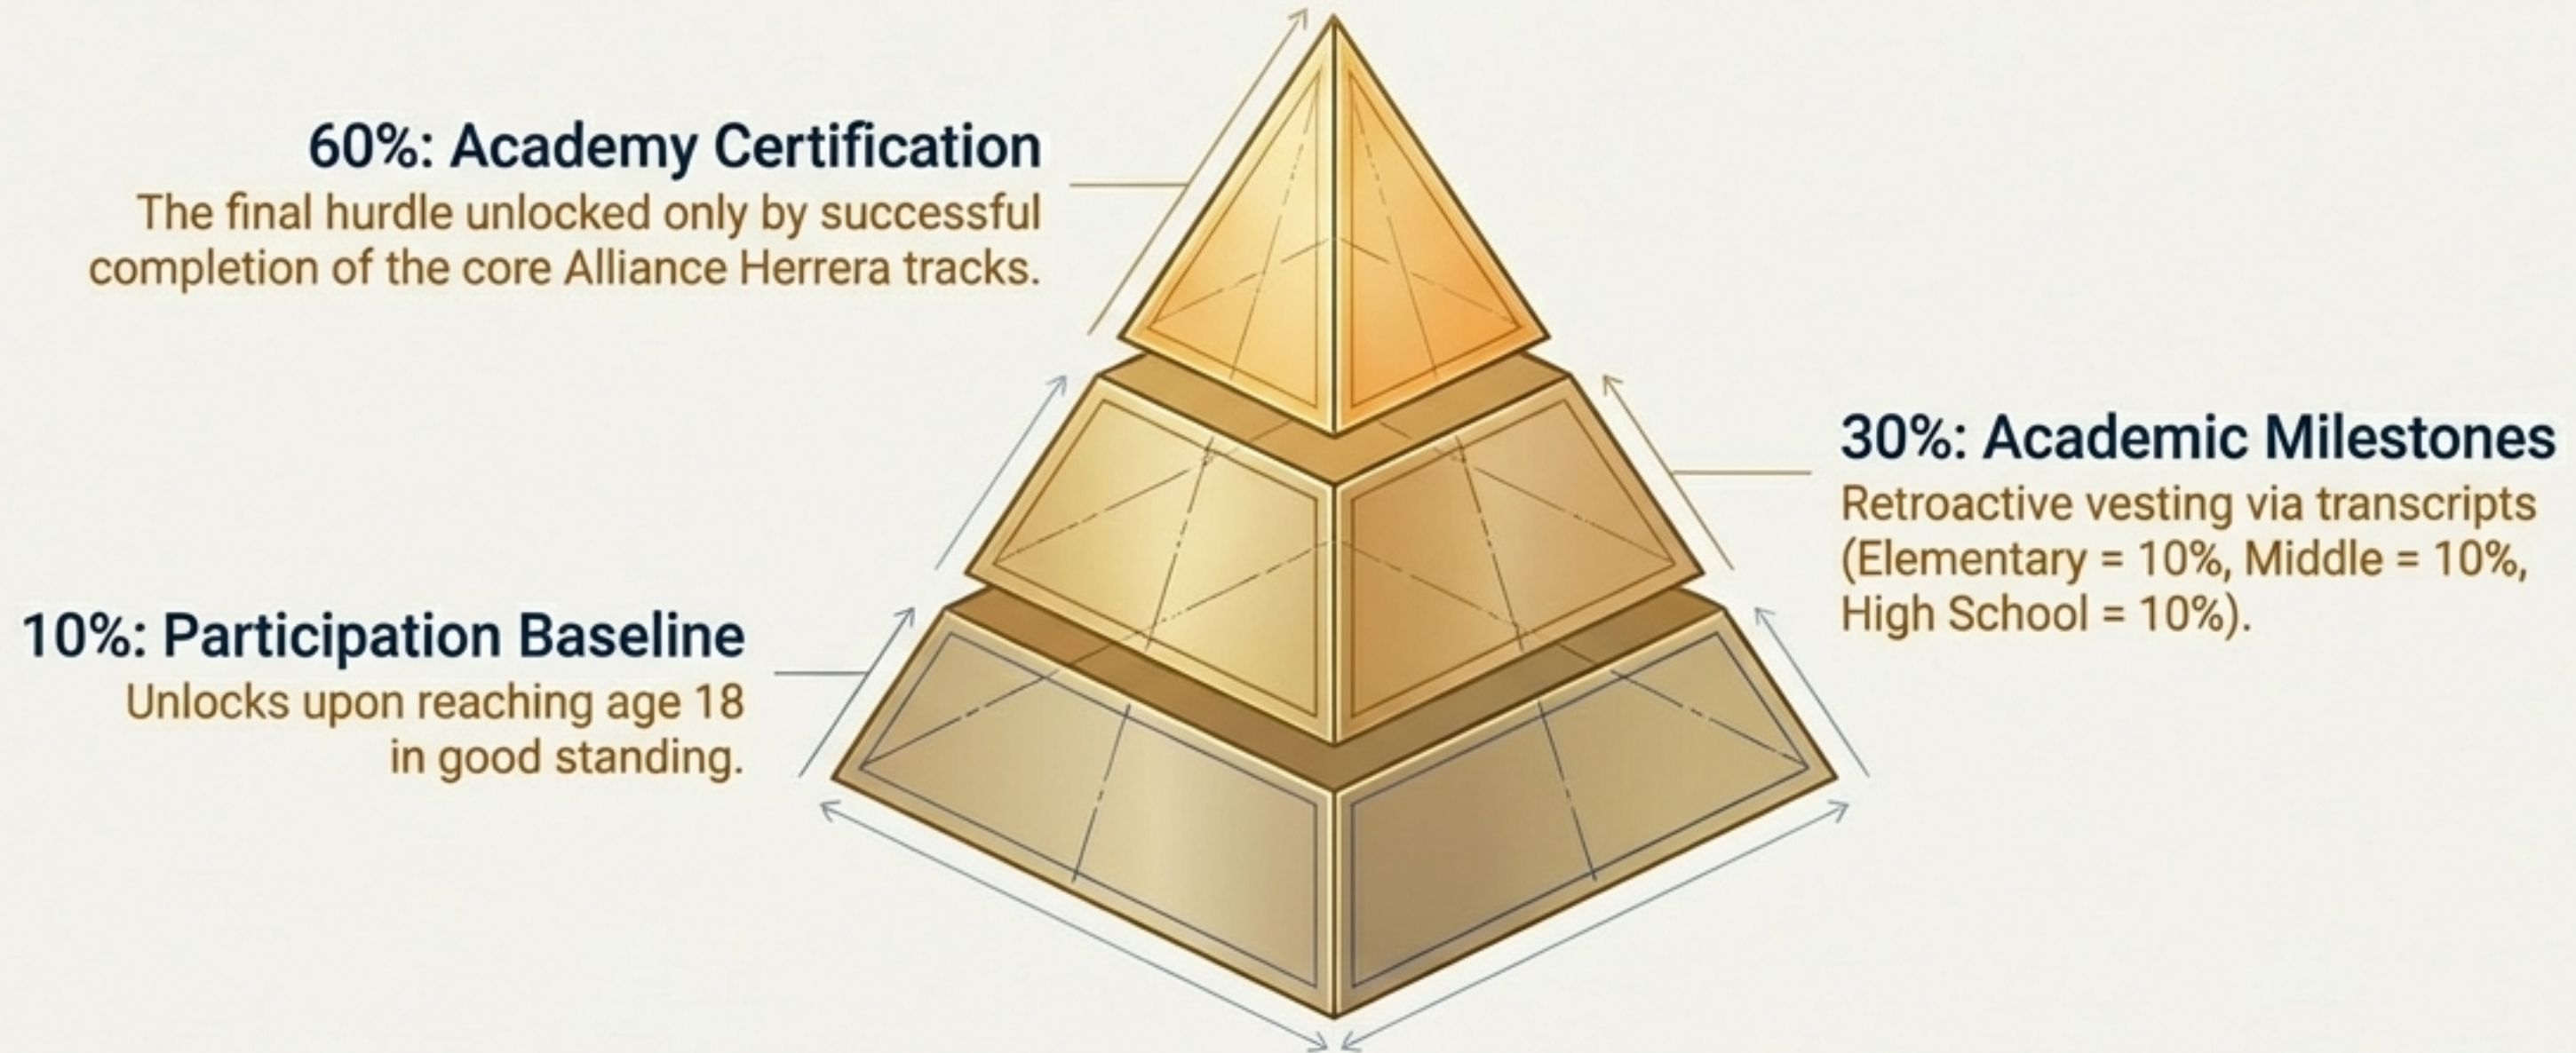 60%: Academy Certification
The final hurdle unlocked only by successful
completion of the core Alliance Herrera tracks.
30%: Academic Milestones
Retroactive vesting via transcripts
(Elementary = 10%, Middle = 10%,
High School = 10%).
10%: Participation Baseline
Unlocks upon reaching age 18
in good standing.